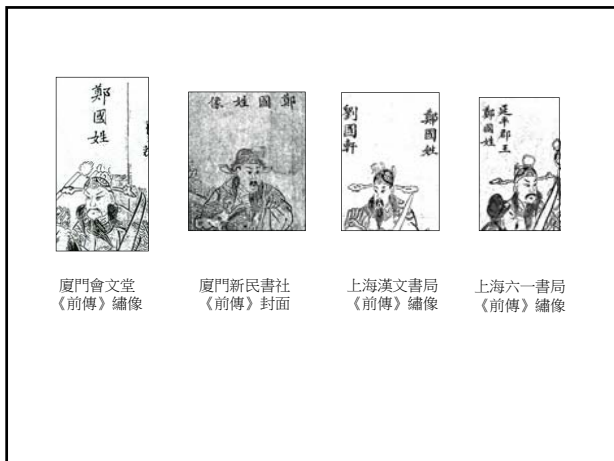 鄭國姓
鄭國姓像
劉國軒
鄭國姓
延平郡王
鄭國姓
廈門會文堂
《前傳》繡像
廈門新民書社
《前傳》封面
上海漢文書局
《前傳》繡像
上海六一書局
《前傳》繡像